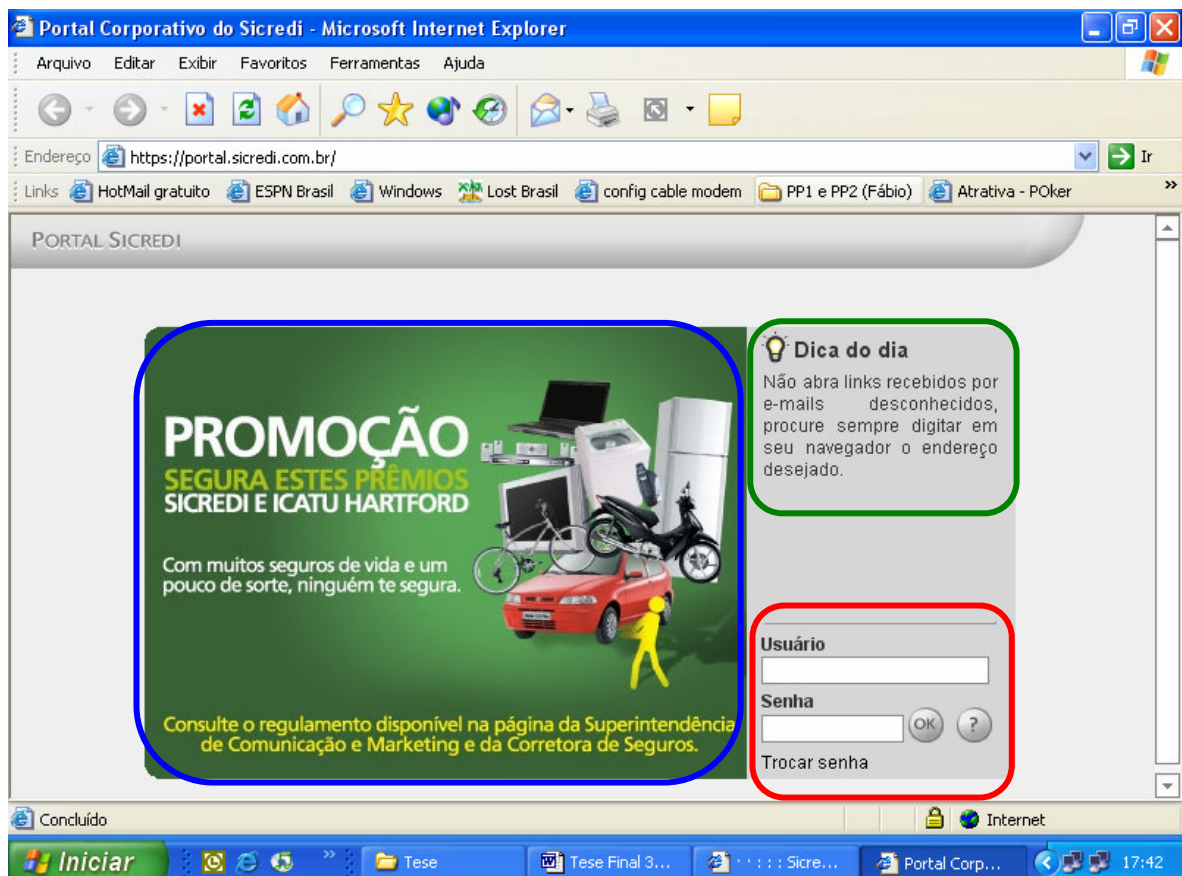 Portal Corporativo do Sicredi - Microsoft Internet Explorer
Arquivo Editar Exibir Favoritos Ferramentas Ajuda
Endereço https://portal.sicredi.com.br/ Ir
Links HotMail gratuito ESPN Brasil Windows Lost Brasil config cable modem PP1 e PP2 (Fábio) Atrativa - POker »
PORTAL SICREDI
PROMOÇÃO
SEGURA ESTES PRÊMIOS
SICREDI E ICATU HARTFORD
Com muitos seguros de vida e um
pouco de sorte, ninguém te segura.
Consulte o regulamento disponível na página da Superintendência
de Comunicação e Marketing e da Corretora de Seguros.
Dica do dia
Não abra links recebidos por
e-mails desconhecidos,
procure sempre digitar em
seu navegador o endereço
desejado.
Usuário
Senha
OK ?
Trocar senha
Concluído Internet
Iniciar » Tese Tese Final 3... · · : : : Sicre... Portal Corp... 17:42